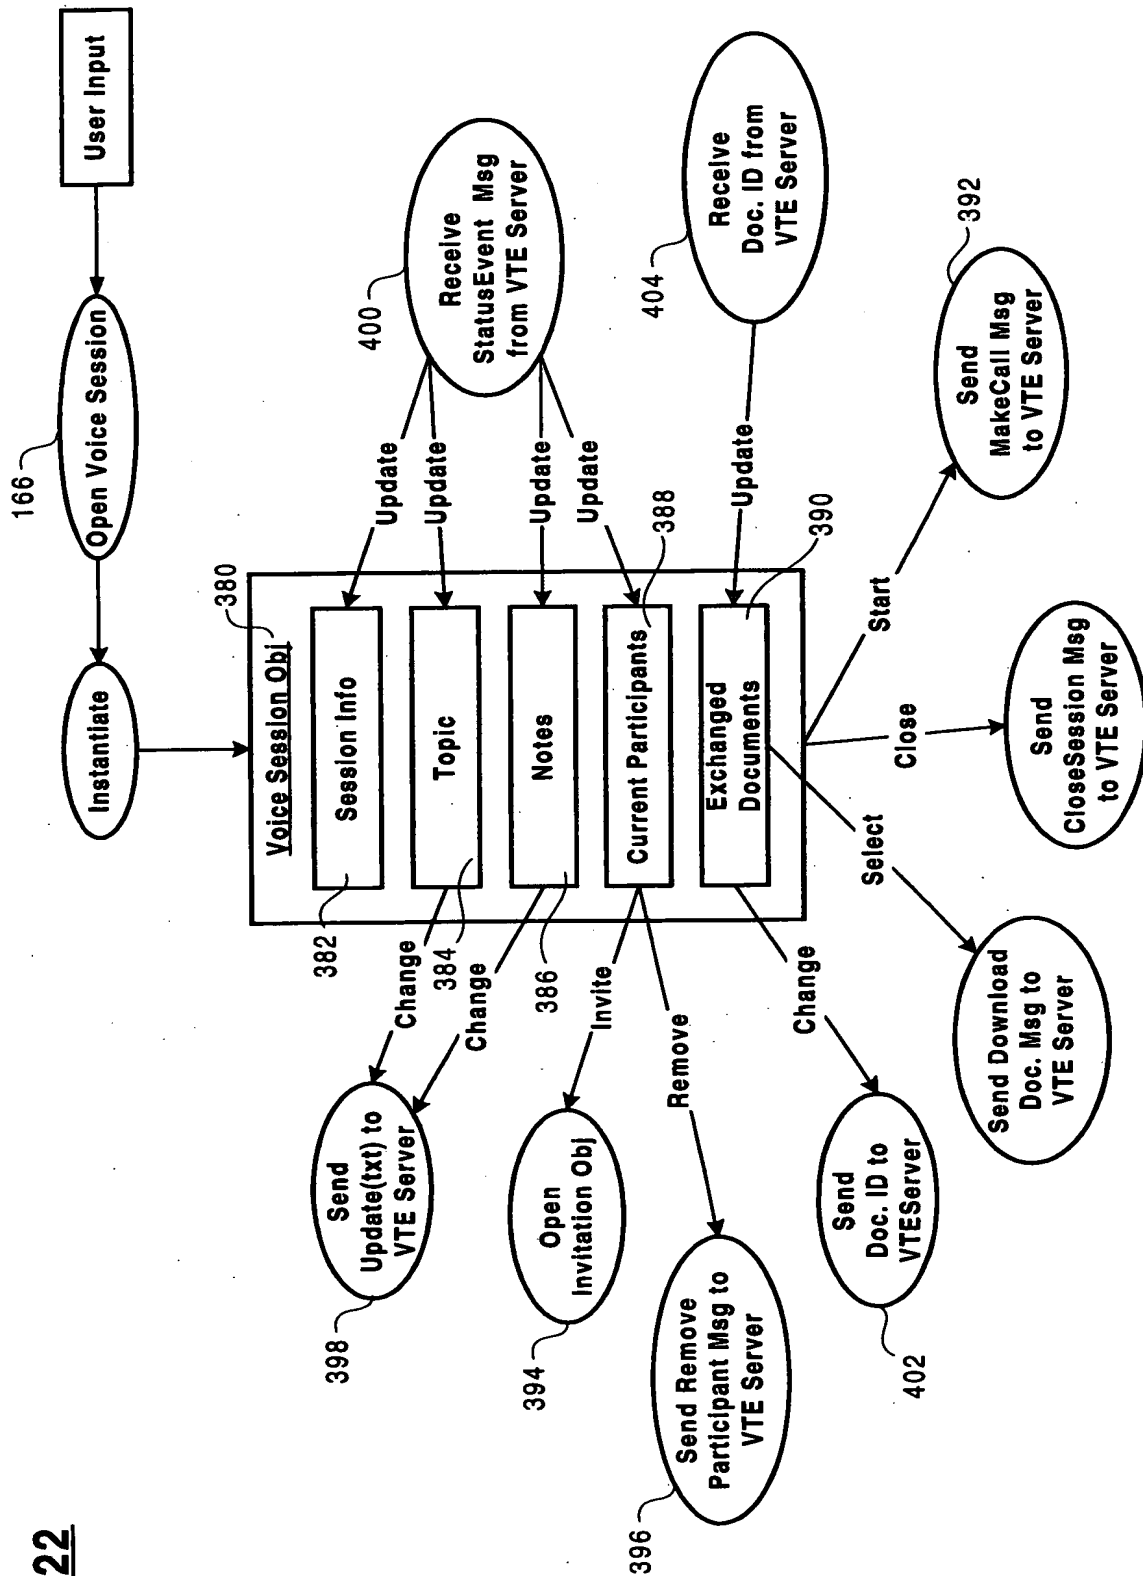 22
User Input
166
Open Voice Session
Instantiate
380
Voice Session Obj
Session Info
Topic
Notes
Current Participants
Exchanged
Documents
382
384
386
388
390
Update
Update
Update
Update
Update
400
Receive
StatusEvent Msg
from VTE Server
404
Receive
Doc. ID from
VTE Server
Change
Change
Invite
Remove
Change
Select
Close
Start
398
Send
Update(txt) to
VTE Server
394
Open
Invitation Obj
396
Send Remove
Participant Msg to
VTE Server
402
Send
Doc. ID to
VTEServer
Send Download
Doc. Msg to
VTE Server
Send
CloseSession Msg
to VTE Server
392
Send
MakeCall Msg
to VTE Server